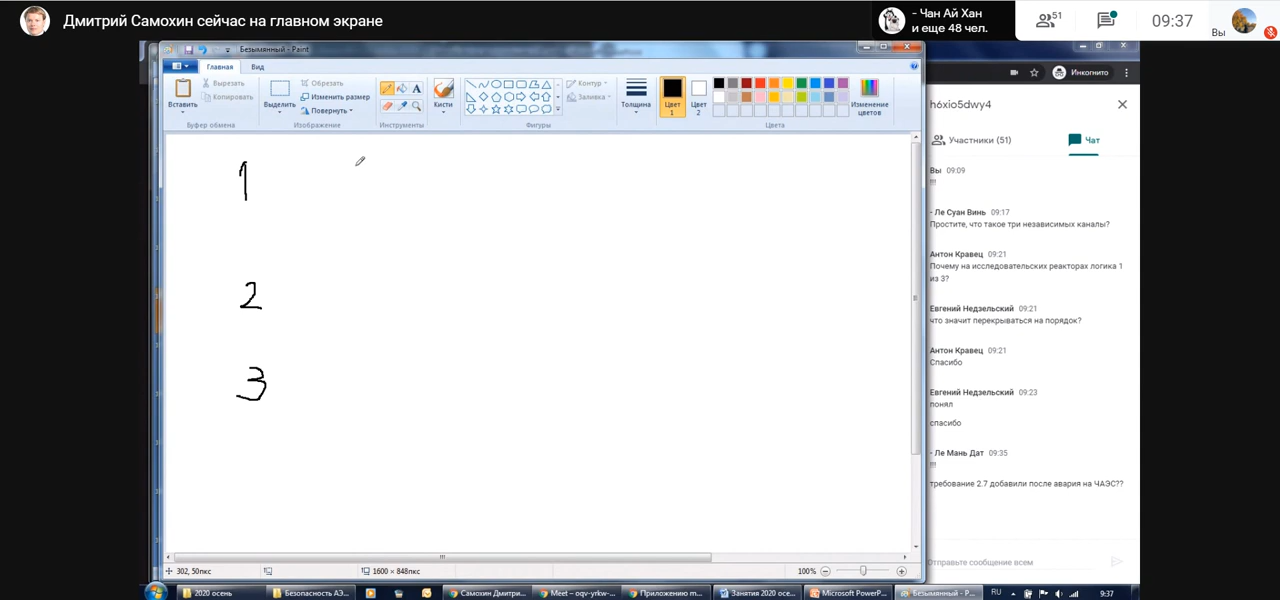 Дмитрий Самохин сейчас на главном экране
- Чан Ай Хан
и еще 48 чел.
51
09:37
Вы
Безымянный - Paint
Главная
Вид
Вставить
Вырезать
Копировать
Буфер обмена
Выделить
Обрезать
Изменить размер
Повернуть
Изображение
Инструменты
Кисти
Контур
Заливка
Фигуры
Толщина
Цвет 1
Цвет 2
Изменение цветов
Цвета
1
2
3
Инкогнито
h6xio5dwy4
Участники (51)
Чат
Вы 09:09
!!!
- Ле Суан Винь 09:17
Простите, что такое три независимых каналы?
Антон Кравец 09:21
Почему на исследовательских реакторах логика 1
из 3?
Евгений Недзельский 09:21
что значит перекрываться на порядок?
Антон Кравец 09:21
Спасибо
Евгений Недзельский 09:23
понял
спасибо
- Ле Мань Дат 09:35
!!!
требование 2.7 добавили после авария на ЧАЭС??
Отправьте сообщение всем
302, 50пкс
1600 × 848пкс
100%
2020 осень
Безопасность АЭ...
Самохин Дмитри...
Meet – oqv-yrkw-...
Приложению m...
Занятия 2020 осе...
Microsoft PowerP...
Безымянный - P...
RU
9:37